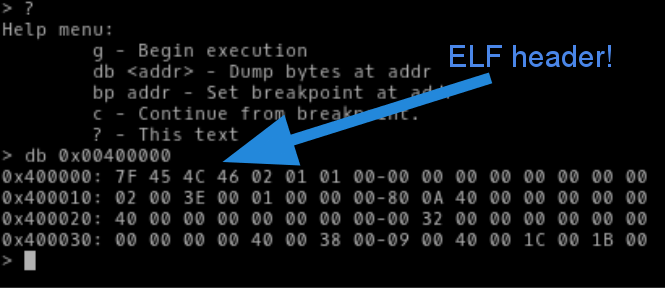 > ?
Help menu:
g - Begin execution
ELF header!
db <addr> - Dump bytes at addr
bp addr - Set breakpoint at
c - Continue from breakpoint.
? - This text
> db 0x00400000
0x400000: 7F 45 4C 46 02 01 01 00-00 00 00 00 00 00 00 00
0x400010: 02 00 3E 00 01 00 00 00-80 0A 40 00 00 00 00 00
0x400020: 40 00 00 00 00 00 00 00-00 32 00 00 00 00 00 00
0x400030: 00 00 00 00 40 00 38 00-09 00 40 00 1C 00 1B 00
>